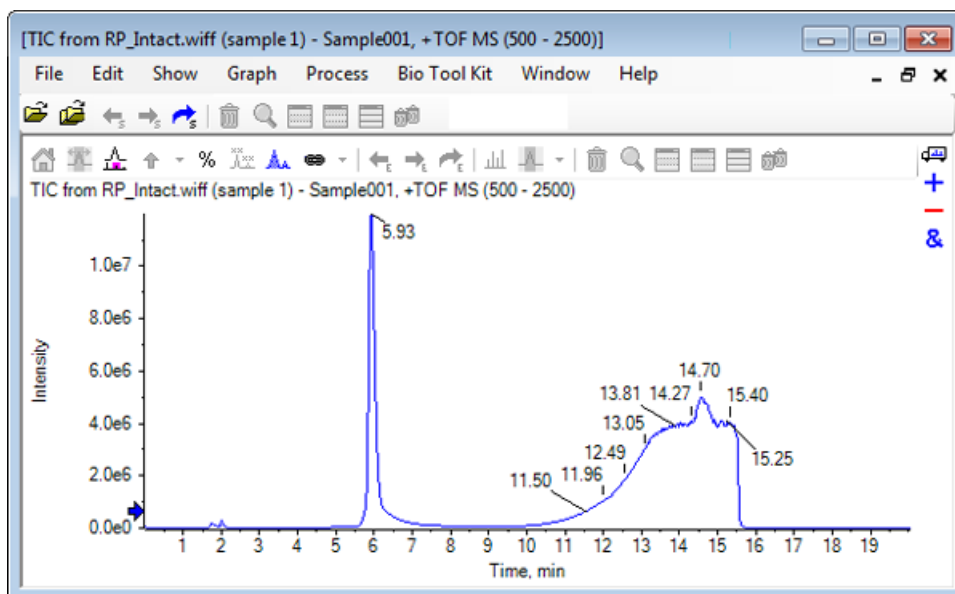 [TIC from RP_Intact.wiff (sample 1) - Sample001, +TOF MS (500 - 2500)]
File Edit Show Graph Process Bio Tool Kit Window Help
S S S
% E E E
TIC from RP_Intact.wiff (sample 1) - Sample001, +TOF MS (500 - 2500)
&
5.93
1.0e7
8.0e6
6.0e6
4.0e6
2.0e6
0.0e0
Intensity
14.70
13.81 14.27 15.40
13.05
12.49
11.96
11.50
15.25
1 2 3 4 5 6 7 8 9 10 11 12 13 14 15 16 17 18 19
Time, min